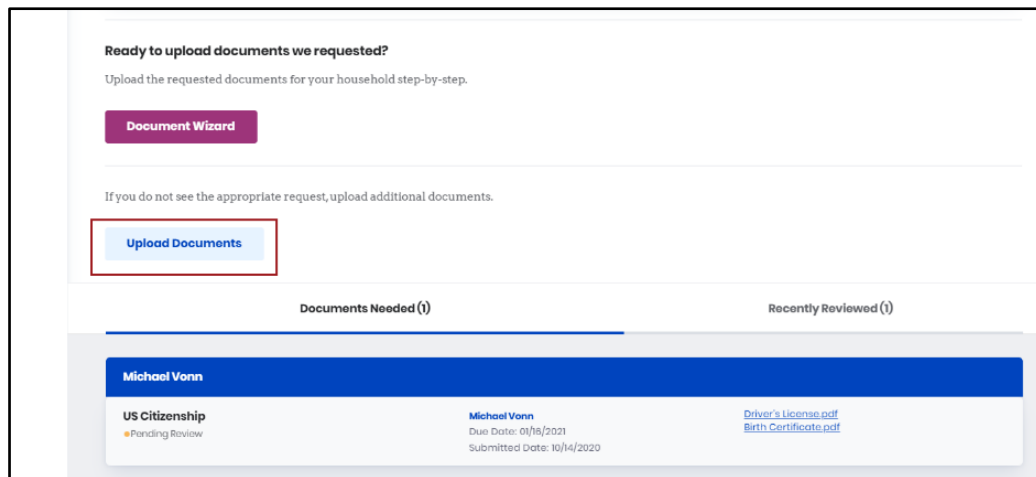 Ready to upload documents we requested?
Upload the requested documents for your household step-by-step.
Document Wizard
If you do not see the appropriate request, upload additional documents.
Upload Documents
Documents Needed (1)
Recently Reviewed (1)
Michael Vonn
US Citizenship
Pending Review
Michael Vonn
Due Date: 01/16/2021
Submitted Date: 10/14/2020
Driver's License.pdf
Birth Certificate.pdf